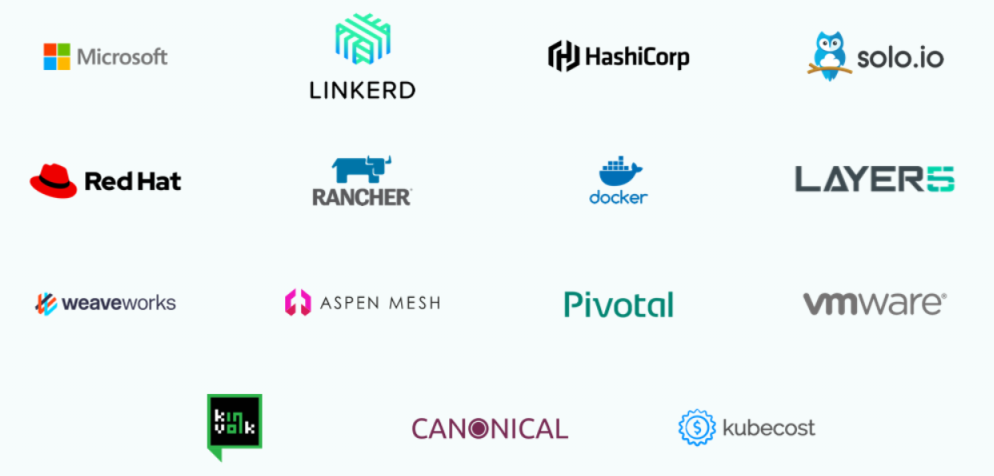 Microsoft
LINKERD
HashiCorp
solo.io
Red Hat
RANCHER®
docker
LAYER5
weaveworks
ASPEN MESH
Pivotal
vmware®
kin
volk
CANONICAL
$ kubecost